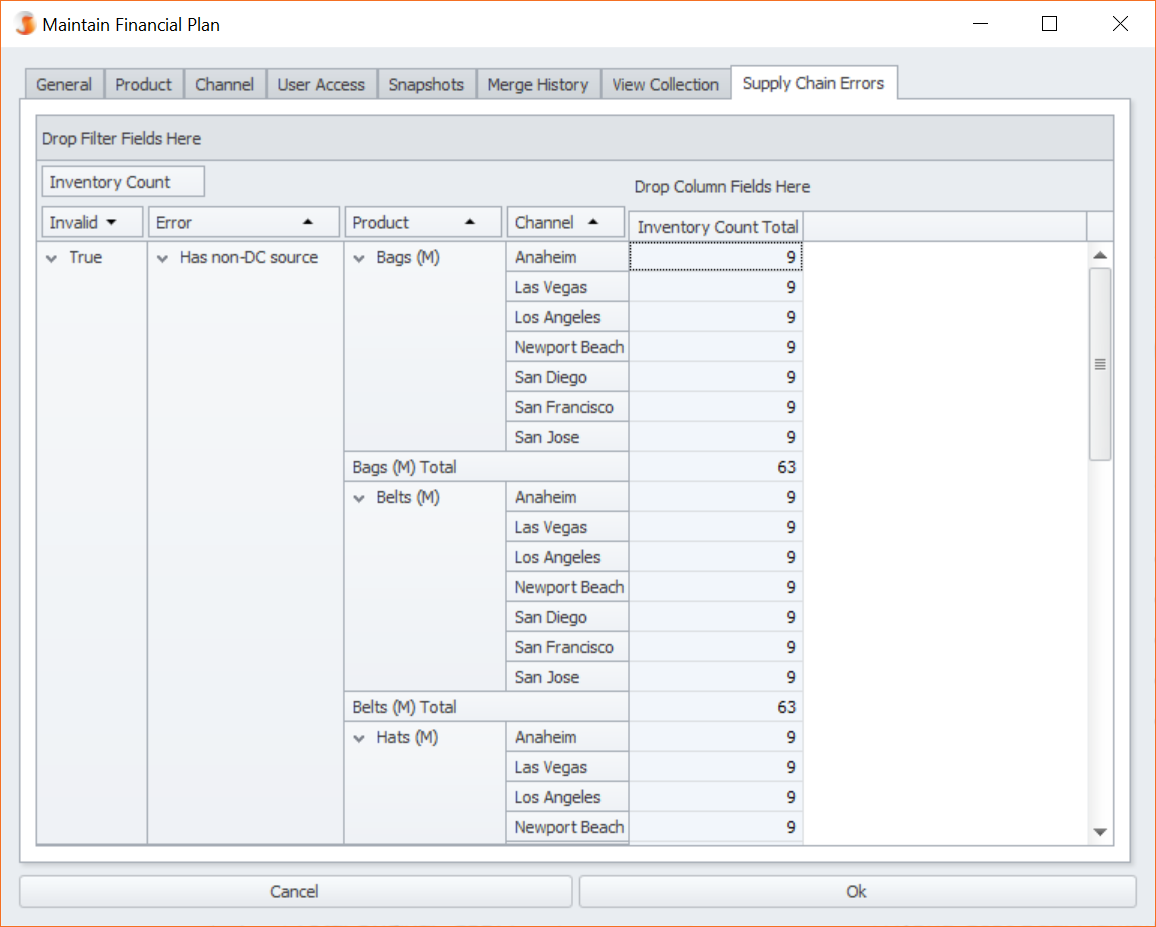 Maintain Financial Plan
General Product Channel User Access Snapshots Merge History View Collection Supply Chain Errors
Drop Filter Fields Here
Inventory Count
Drop Column Fields Here
Invalid Error Product Channel Inventory Count Total
True Has non-DC source Bags (M) Anaheim 9
Las Vegas 9
Los Angeles 9
Newport Beach 9
San Diego 9
San Francisco 9
San Jose 9
Bags (M) Total 63
Belts (M) Anaheim 9
Las Vegas 9
Los Angeles 9
Newport Beach 9
San Diego 9
San Francisco 9
San Jose 9
Belts (M) Total 63
Hats (M) Anaheim 9
Las Vegas 9
Los Angeles 9
Newport Beach 9
Cancel Ok